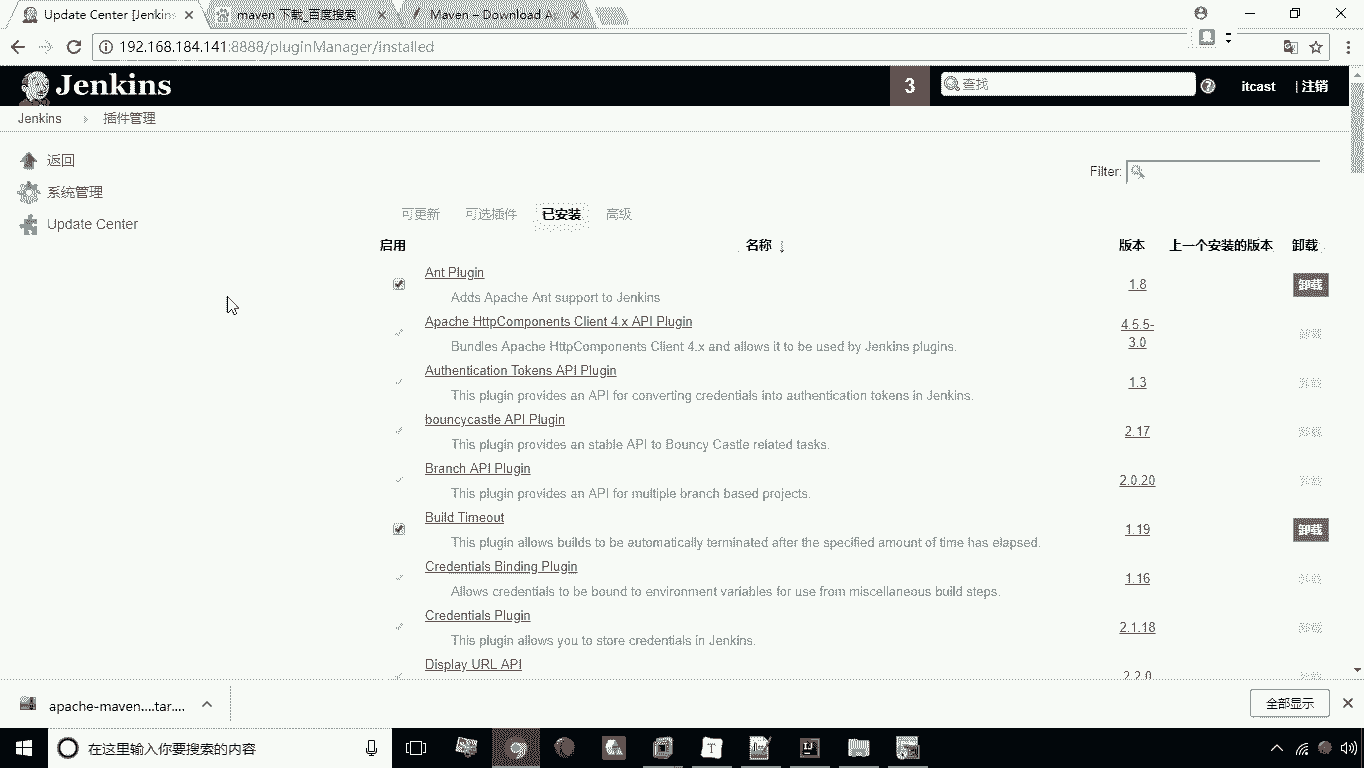 Update Center [Jenkins
maven 下载_百度搜索
Maven – Download A
192.168.184.141:8888/pluginManager/installed
Jenkins
3
查找
itcast
| 注销
Jenkins
插件管理
返回
系统管理
Update Center
Filter:
可更新
可选插件
已安装
高级
启用
名称 ↓
版本
上一个安装的版本
卸载
Ant Plugin
Adds Apache Ant support to Jenkins
1.8
卸载
Apache HttpComponents Client 4.x API Plugin
Bundles Apache HttpComponents Client 4.x and allows it to be used by Jenkins plugins.
4.5.5-
3.0
卸载
Authentication Tokens API Plugin
This plugin provides an API for converting credentials into authentication tokens in Jenkins.
1.3
卸载
bouncycastle API Plugin
This plugin provides an stable API to Bouncy Castle related tasks.
2.17
卸载
Branch API Plugin
This plugin provides an API for multiple branch based projects.
2.0.20
卸载
Build Timeout
This plugin allows builds to be automatically terminated after the specified amount of time has elapsed.
1.19
卸载
Credentials Binding Plugin
Allows credentials to be bound to environment variables for use from miscellaneous build steps.
1.16
卸载
Credentials Plugin
This plugin allows you to store credentials in Jenkins.
2.1.18
卸载
Display URL API
2.2.0
apache-maven....tar....
全部显示
在这里输入你要搜索的内容